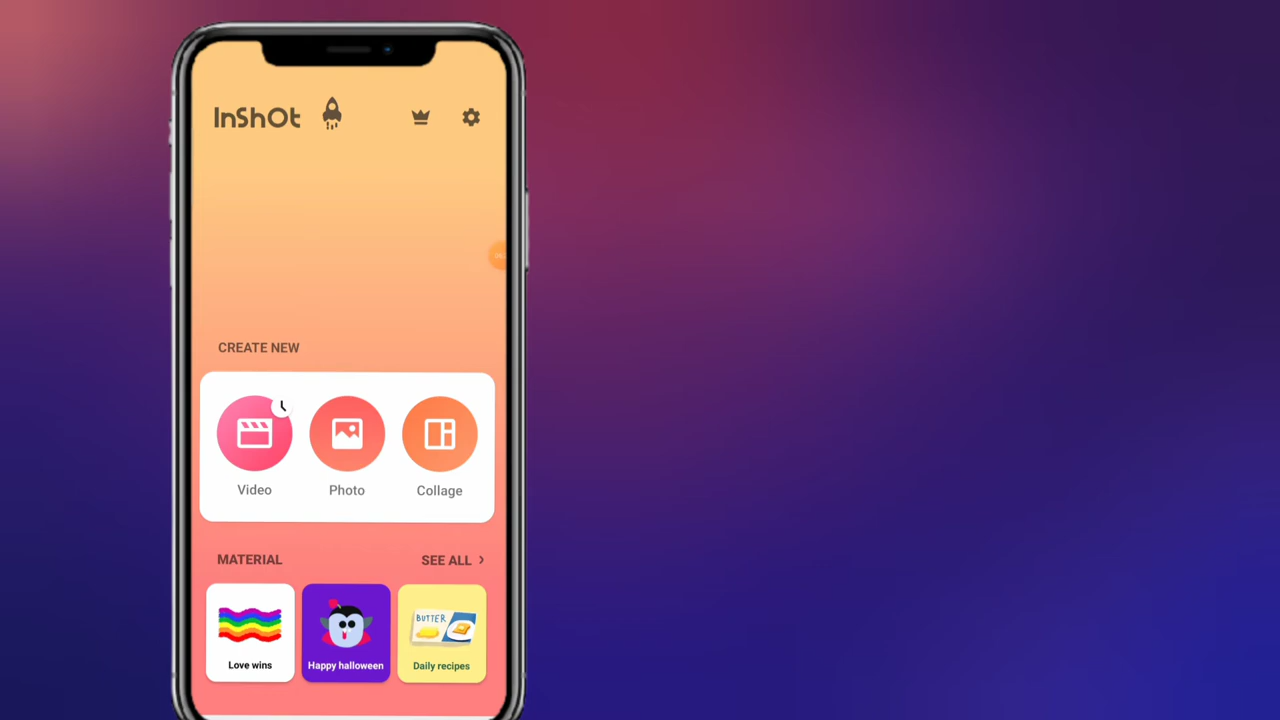 InShOt
CREATE NEW
Video
Photo
Collage
MATERIAL
SEE ALL >
BUTTER
Love wins
Happy halloween
Daily recipes